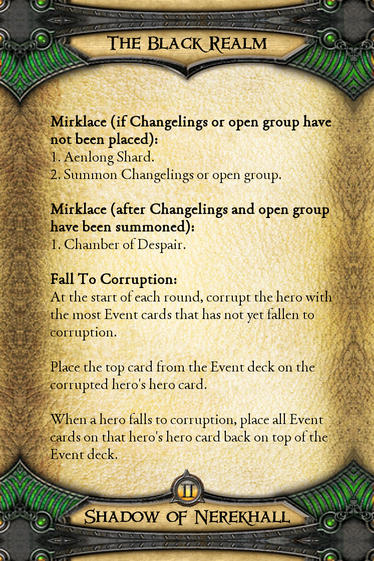 The Black Realm
Mirklace (if Changelings or open group have
not been placed):
1. Aenlong Shard.
2. Summon Changelings or open group.
Mirklace (after Changelings and open group
have been summoned):
1. Chamber of Despair.
Fall To Corruption:
At the start of each round, corrupt the hero with
the most Event cards that has not yet fallen to
corruption.
Place the top card from the Event deck on the
corrupted hero's hero card.
When a hero falls to corruption, place all Event
cards on that hero's hero card back on top of the
Event deck.
II
Shadow of Nerekhall